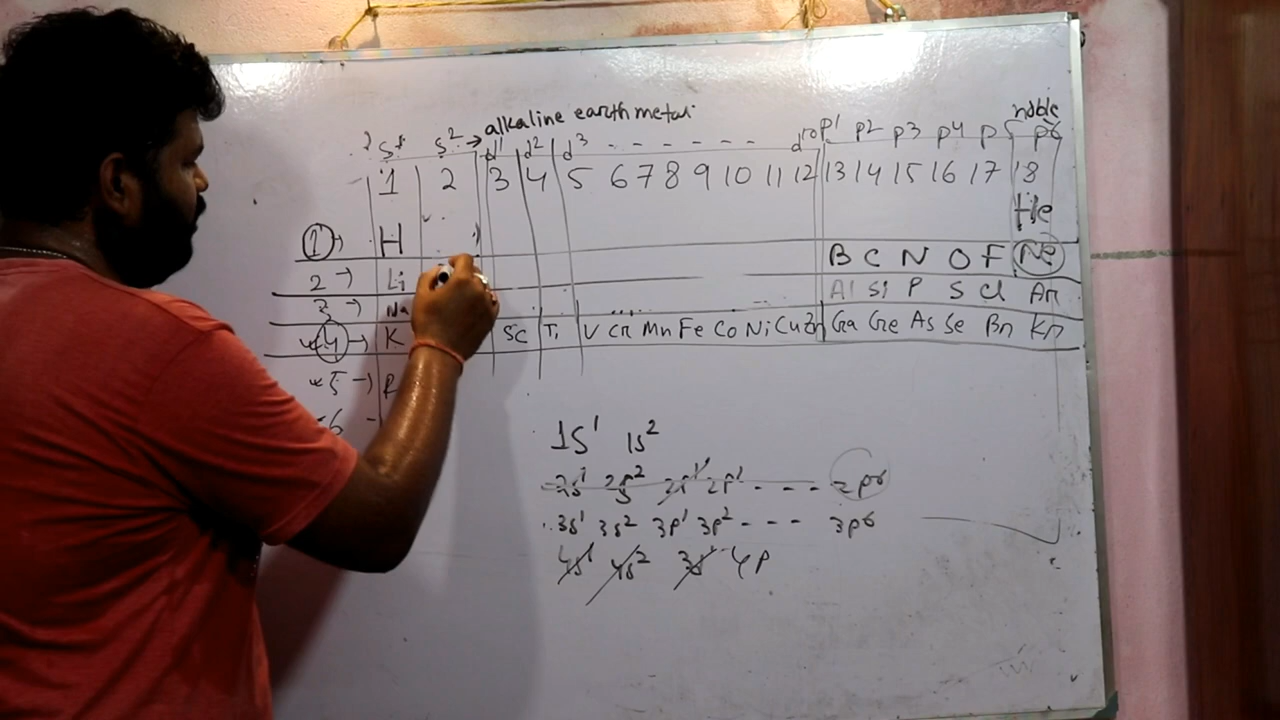 alkaline earth metal
noble
s¹ s² → d¹ d² d³ - - - - - - d¹⁰ p¹ p2 p3 p4 p5 p6
1 2 3 4 5 6 7 8 9 10 11 12 13 14 15 16 17 18
He
1 → H
B C N O F Ne
2 → Li
Al Si P S Cl Ar
3 → Na
4 → K Sc Ti V Cr Mn Fe Co Ni Cu Zn Ga Ge As Se Br Kr
5 → R
6 -
1s¹ 1s²
2s¹ 2s² 2p¹ 2p¹ - - - 2p6
3s¹ 3s² 3p¹ 3p² - - - 3p6
4s¹ 4s² 4p